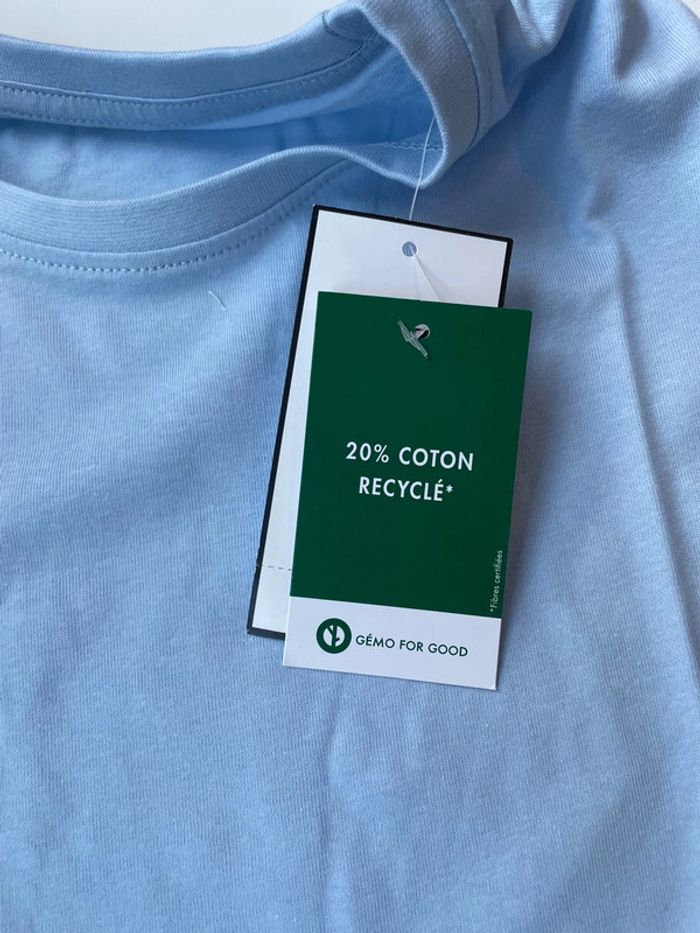 20% COTON
RECYCLÉ*
*Fibres certifiées
GÉMO FOR GOOD